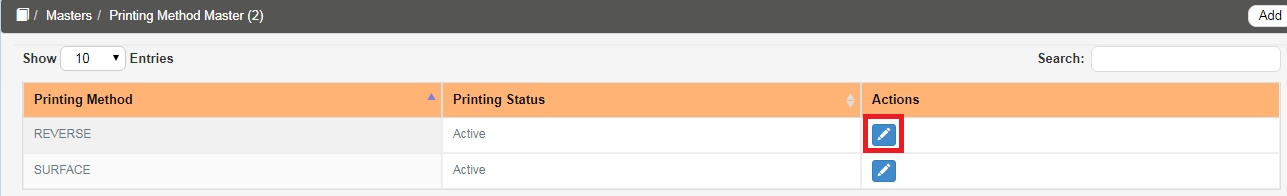 / Masters / Printing Method Master (2) Add
Show 10 Entries Search:
Printing Method Printing Status Actions
REVERSE Active
SURFACE Active